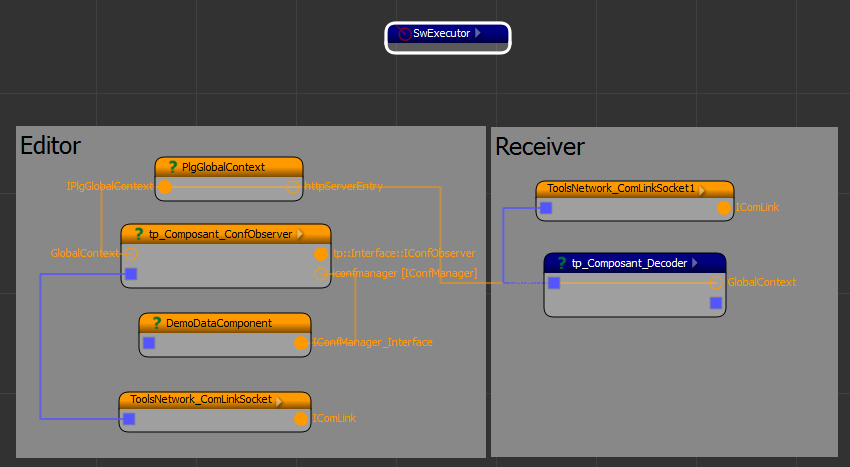 SwExecutor
Editor
? PlgGlobalContext
IPlgGlobalContext
httpServerEntry
? tp_Composant_ConfObserver
GlobalContext
tp::Interface::IConfObserver
confmanager [IConfManager]
? DemoDataComponent
IConfManager_Interface
ToolsNetwork_ComLinkSocket
IComLink
Receiver
ToolsNetwork_ComLinkSocket1
IComLink
? tp_Composant_Decoder
GlobalContext